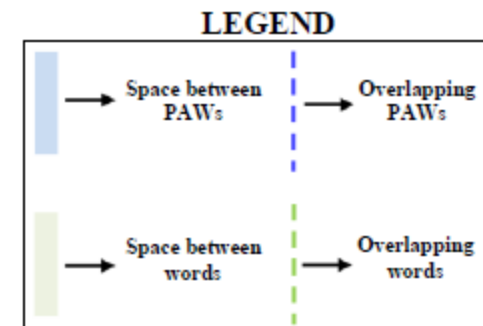 LEGEND
Space between
PAWs
Overlapping
PAWs
Space between
words
Overlapping
words